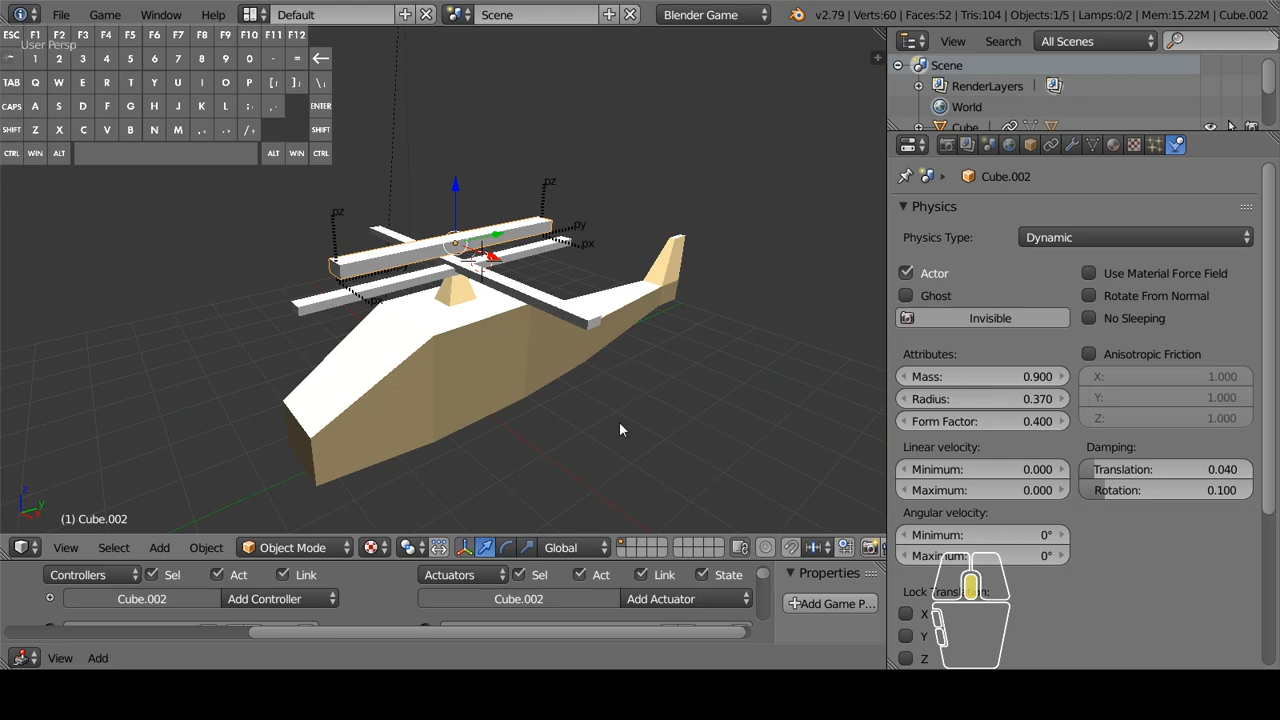 File Game Window Help Default Scene Blender Game v2.79 | Verts:60 | Faces:52 | Tris:104 | Objects:1/5 | Lamps:0/2 | Mem:15.22M | Cube.002
ESC F1 F2 F3 F4 F5 F6 F7 F8 F9 F10 F11 F12
User Persp
~ 1 2 3 4 5 6 7 8 9 0 - =
TAB Q W E R T Y U I O P [ ] \
CAPS A S D F G H J K L ; ENTER
SHIFT Z X C V B N M , . / SHIFT
CTRL WIN ALT ALT WIN CTRL
View Search All Scenes
Scene
RenderLayers
World
Cube
Cube.002
Physics
Physics Type: Dynamic
Actor Use Material Force Field
Ghost Rotate From Normal
Invisible No Sleeping
Attributes: Anisotropic Friction
Mass: 0.900 X: 1.000
Radius: 0.370 Y: 1.000
Form Factor: 0.400 Z: 1.000
Linear velocity: Damping:
Minimum: 0.000 Translation: 0.040
Maximum: 0.000 Rotation: 0.100
Angular velocity:
Minimum: 0°
Maximum: 0°
Lock Translation:
X
Y
Z
pz
pz
py
px
px
z
y
(1) Cube.002
View Select Add Object Object Mode Global
Controllers Sel Act Link Actuators Sel Act Link State Properties
Cube.002 Add Controller Cube.002 Add Actuator Add Game P...
View Add